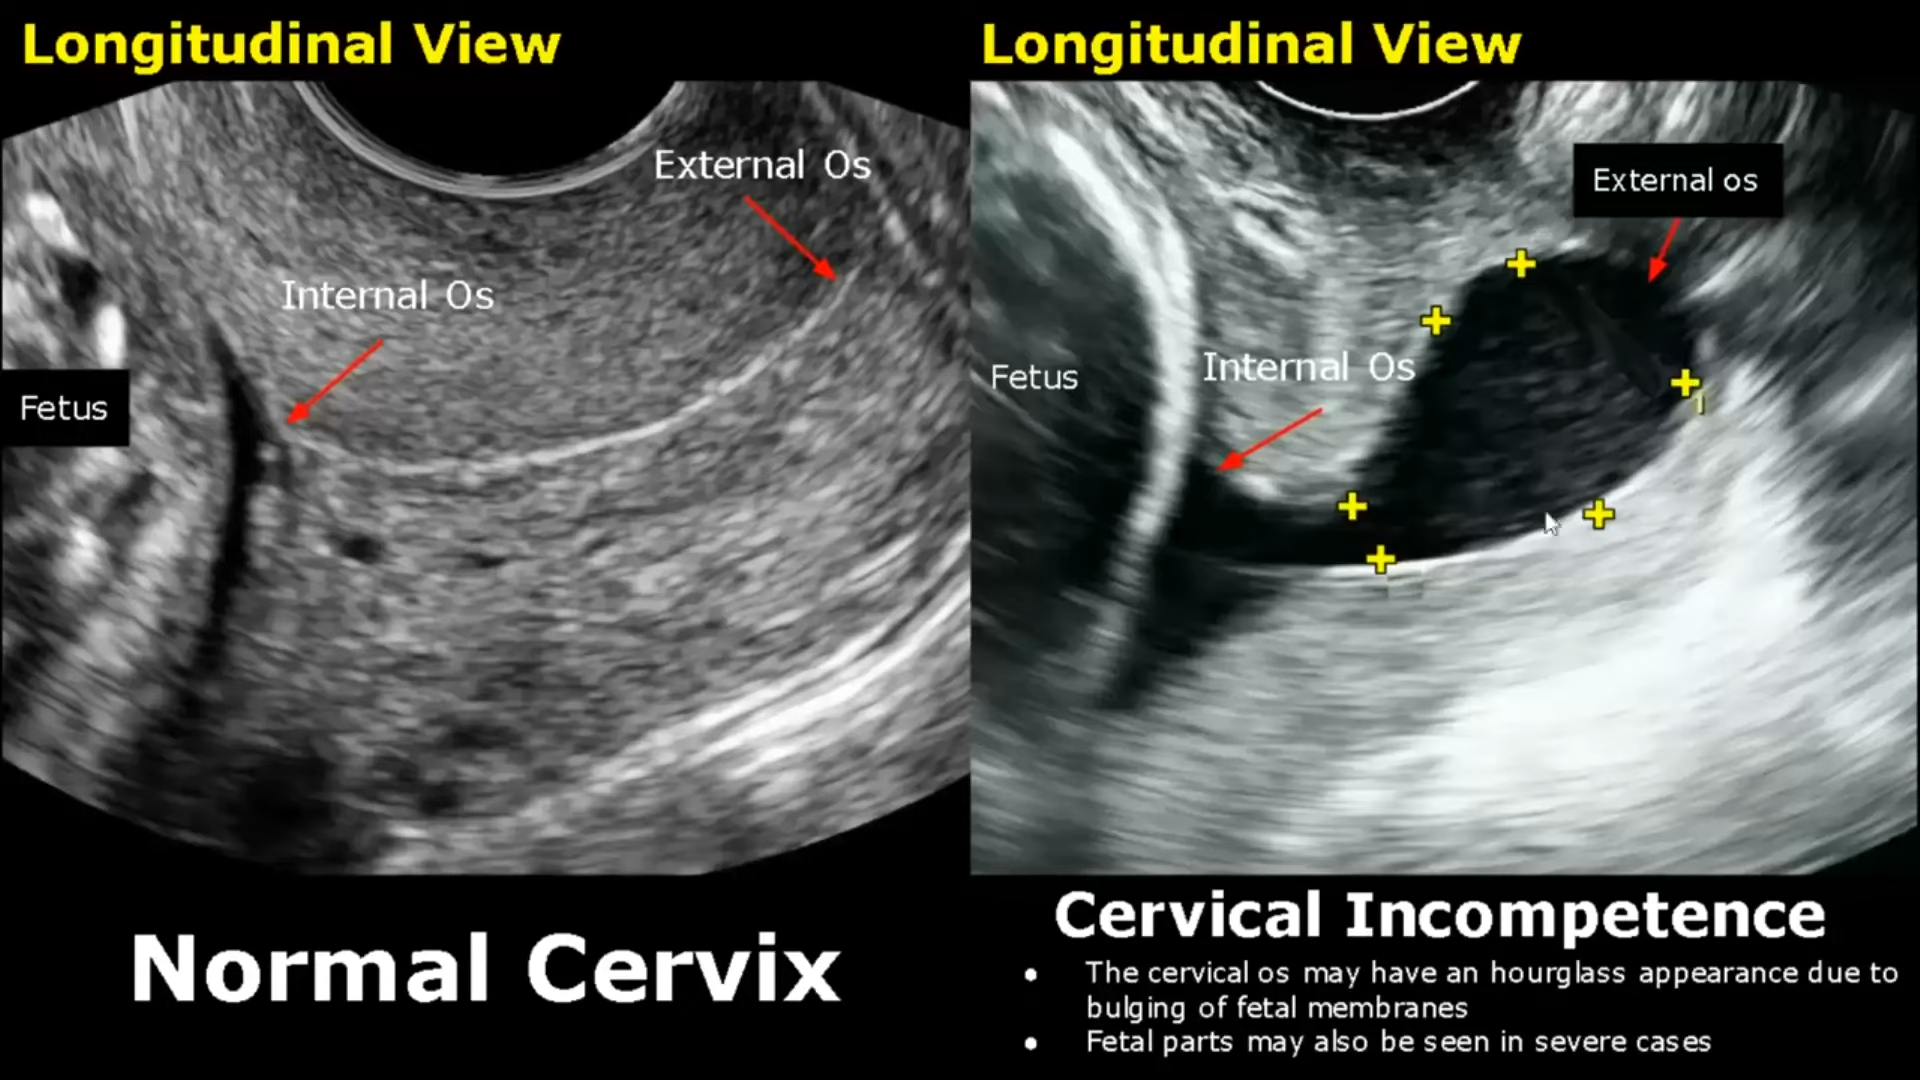 Longitudinal View
External Os
Internal Os
Fetus
Normal Cervix
Longitudinal View
External os
Internal Os
Fetus
1
Cervical Incompetence
• The cervical os may have an hourglass appearance due to
bulging of fetal membranes
• Fetal parts may also be seen in severe cases